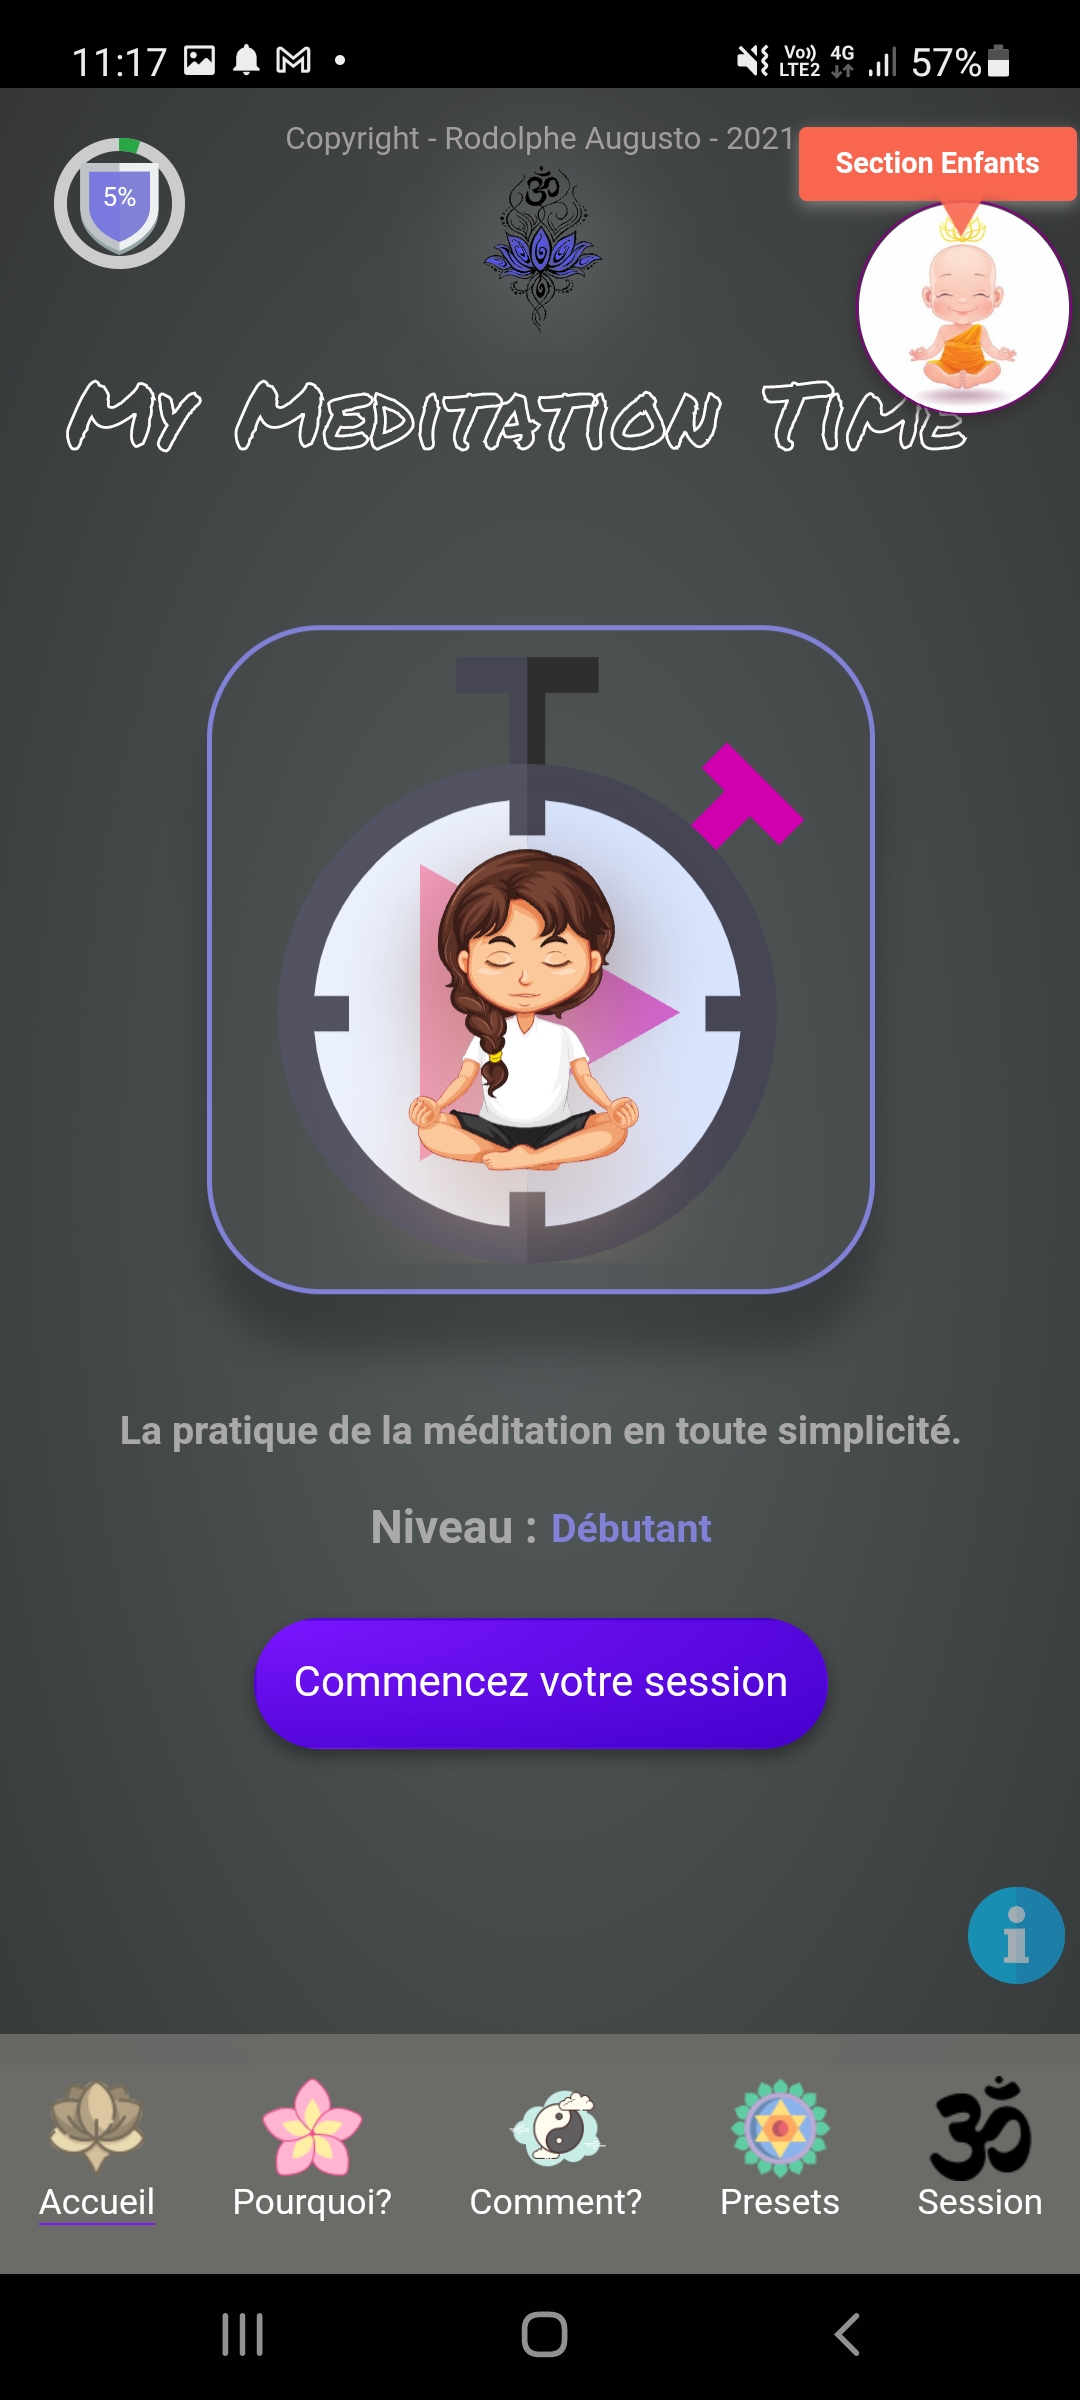 11:17
Vo))
LTE2
4G
57%
Copyright - Rodolphe Augusto - 2021
Section Enfants
5%
ॐ
My Meditation Time
La pratique de la méditation en toute simplicité.
Niveau : Débutant
Commencez votre session
i
ॐ
Accueil Pourquoi? Comment? Presets Session